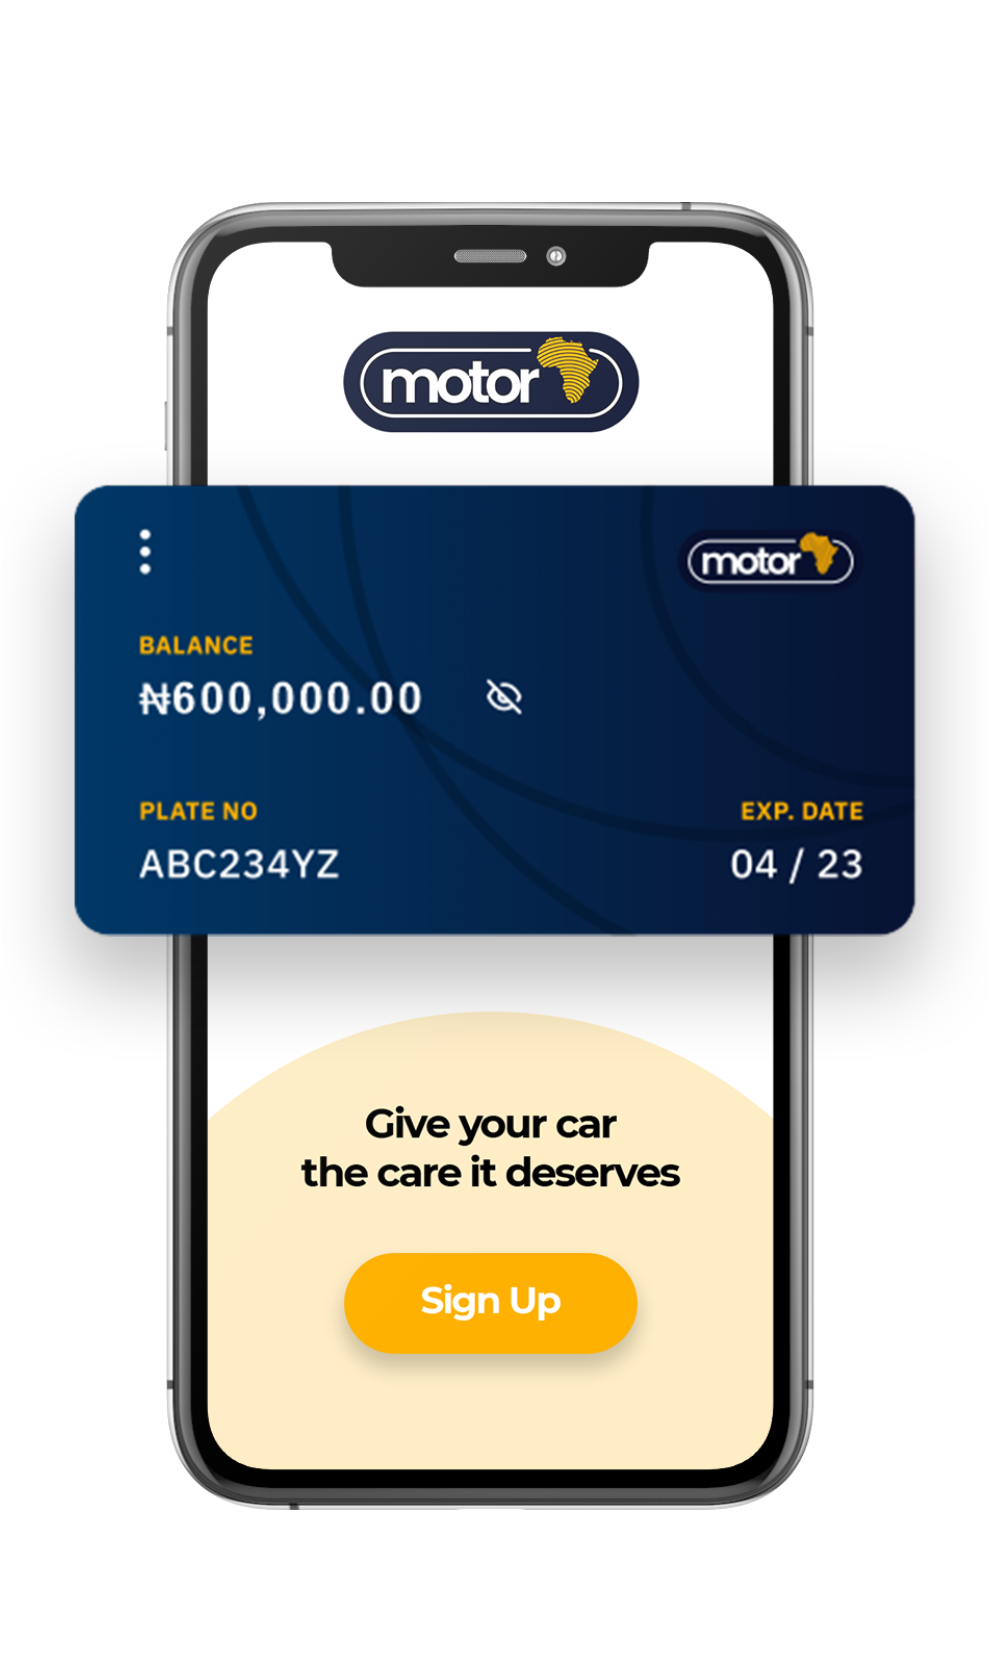 motor
motor
BALANCE
₦600,000.00
PLATE NO
EXP. DATE
ABC234YZ
04 / 23
Give your car
the care it deserves
Sign Up